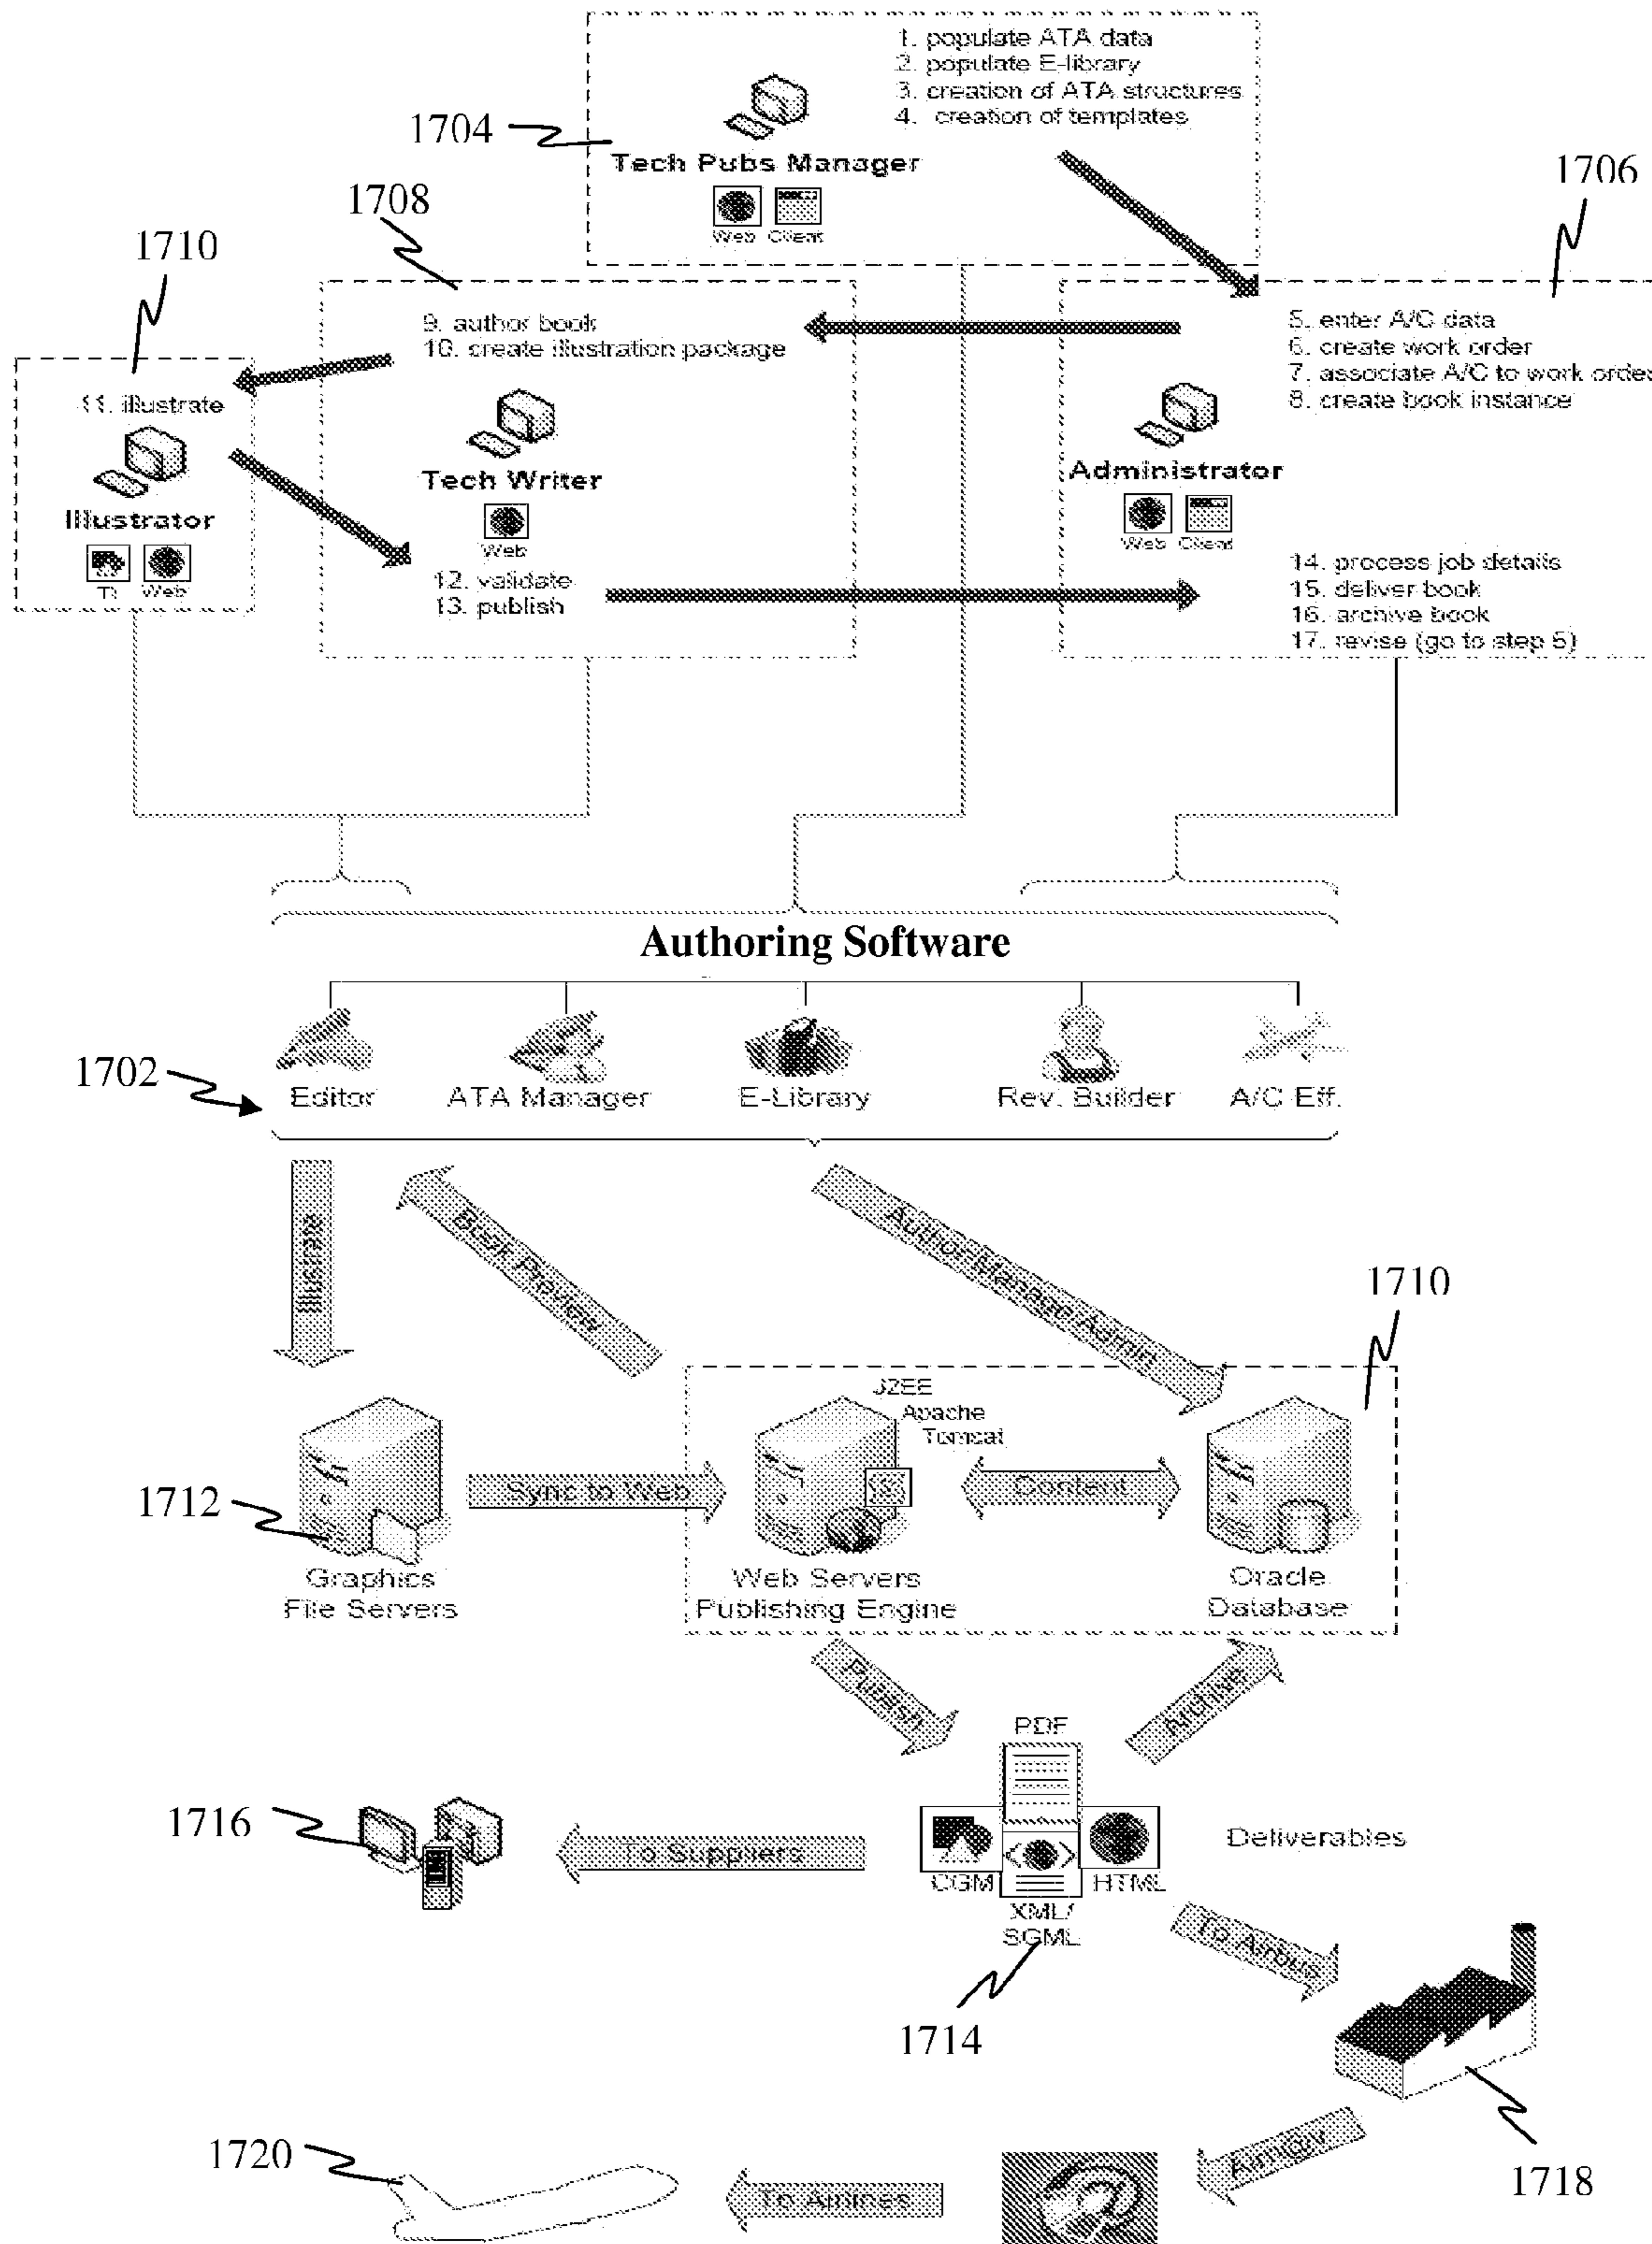 1. populate ATA data
2. populate E-library
3. creation of ATA structures
4. creation of templates
1704
Tech Pubs Manager
Web Client
1706
1708
1710
5. enter A/C data
6. create work order
7. associate A/C to work order
8. create book instance
9. author book
10. create illustration package
11. illustrate
Illustrator
TI Web
Tech Writer
Web
12. validate
13. publish
Administrator
Web Client
14. process job details
15. deliver book
16. archive book
17. revise (go to step 5)
Authoring Software
1702
Editor
ATA Manager
E-Library
Rev. Builder
A/C Eff.
Illustrate
Book Preview
Author/Manage/Admin
1710
J2EE
Apache
Tomcat
1712
Sync to Web
Content
Graphics
File Servers
Web Servers
Publishing Engine
Oracle
Database
Publish
Archive
PDF
1716
To Suppliers
CGM
HTML
XML/
SGML
Deliverables
To Airbus
1714
1718
1720
To Airlines